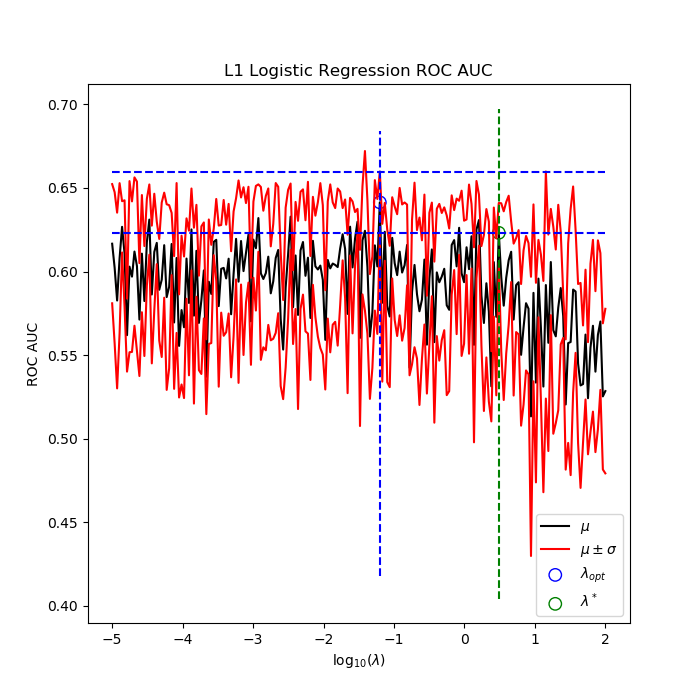 L1 Logistic Regression ROC AUC
ROC AUC
0.70
0.65
0.60
0.55
0.50
0.45
0.40
−5 −4 −3 −2 −1 0 1 2
log₁₀(λ)
μ
μ ± σ
λ_opt
λ*